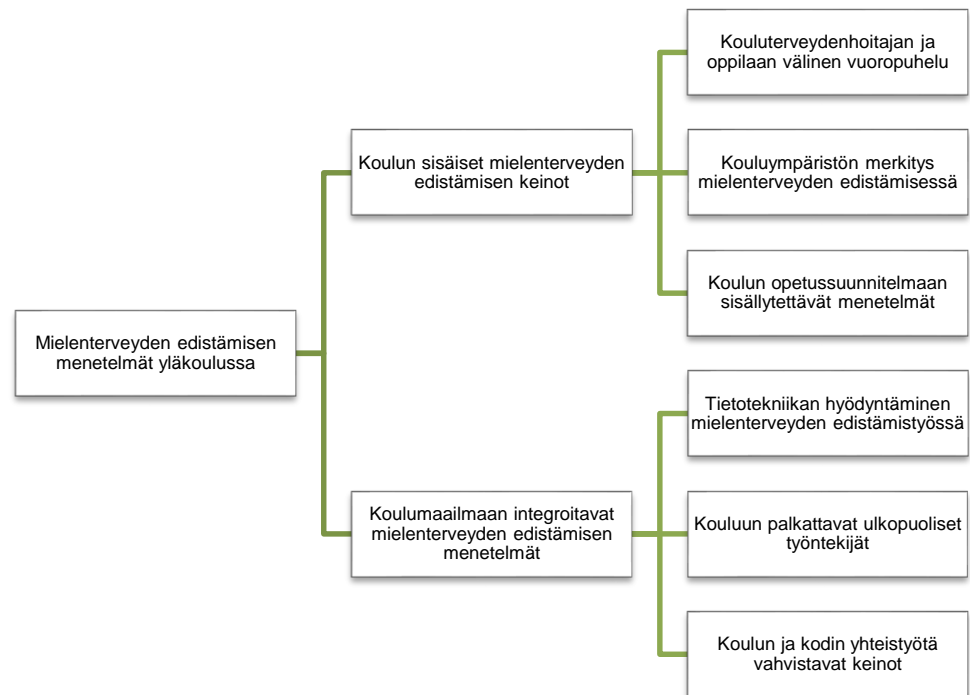 Mielenterveyden edistämisen
menetelmät yläkoulussa
Koulun sisäiset mielenterveyden
edistämisen keinot
Kouluterveydenhoitajan ja
oppilaan välinen vuoropuhelu
Kouluympäristön merkitys
mielenterveyden edistämisessä
Koulun opetussuunnitelmaan
sisällytettävät menetelmät
Koulumaailmaan integroitavat
mielenterveyden edistämisen
menetelmät
Tietotekniikan hyödyntäminen
mielenterveyden edistämistyössä
Kouluun palkattavat ulkopuoliset
työntekijät
Koulun ja kodin yhteistyötä
vahvistavat keinot